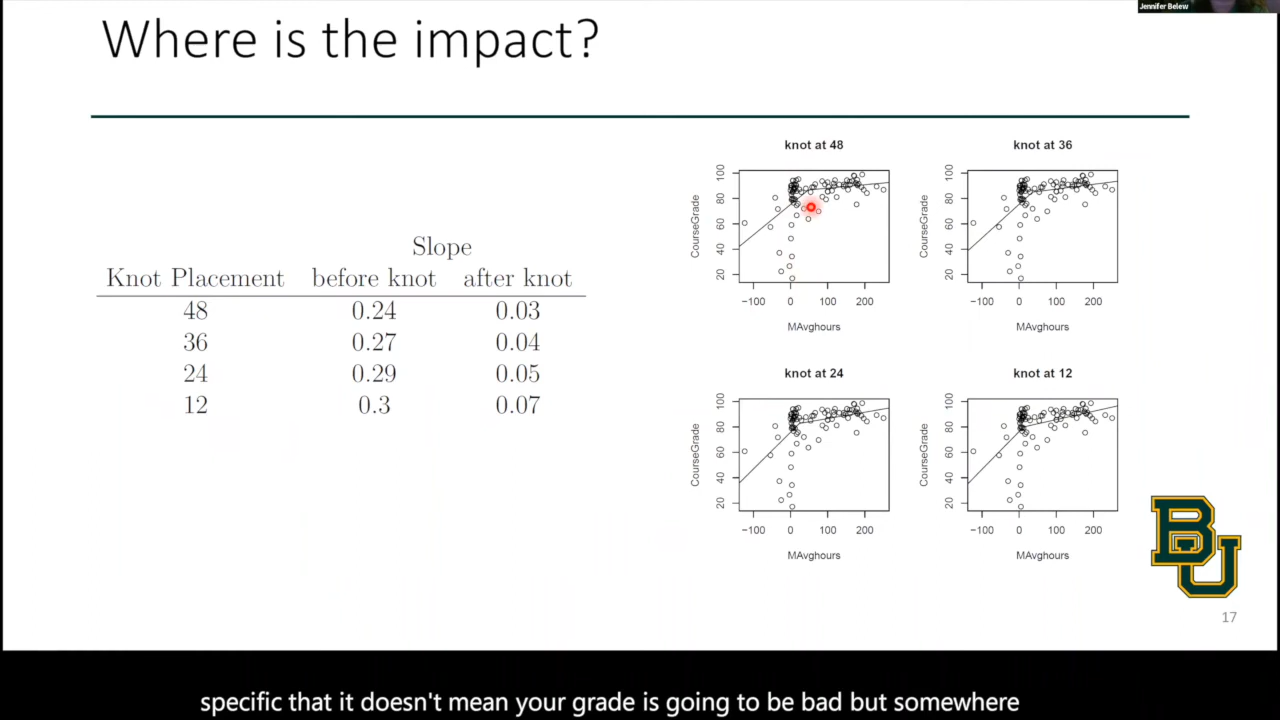 Jennifer Belew
Where is the impact?
Slope
Knot Placement before knot after knot
48 0.24 0.03
36 0.27 0.04
24 0.29 0.05
12 0.3 0.07
knot at 48
CourseGrade
100
80
60
40
20
−100 0 100 200
MAvghours
knot at 36
CourseGrade
100
80
60
40
20
−100 0 100 200
MAvghours
knot at 24
CourseGrade
100
80
60
40
20
−100 0 100 200
MAvghours
knot at 12
CourseGrade
100
80
60
40
20
−100 0 100 200
MAvghours
BU
17
specific that it doesn't mean your grade is going to be bad but somewhere